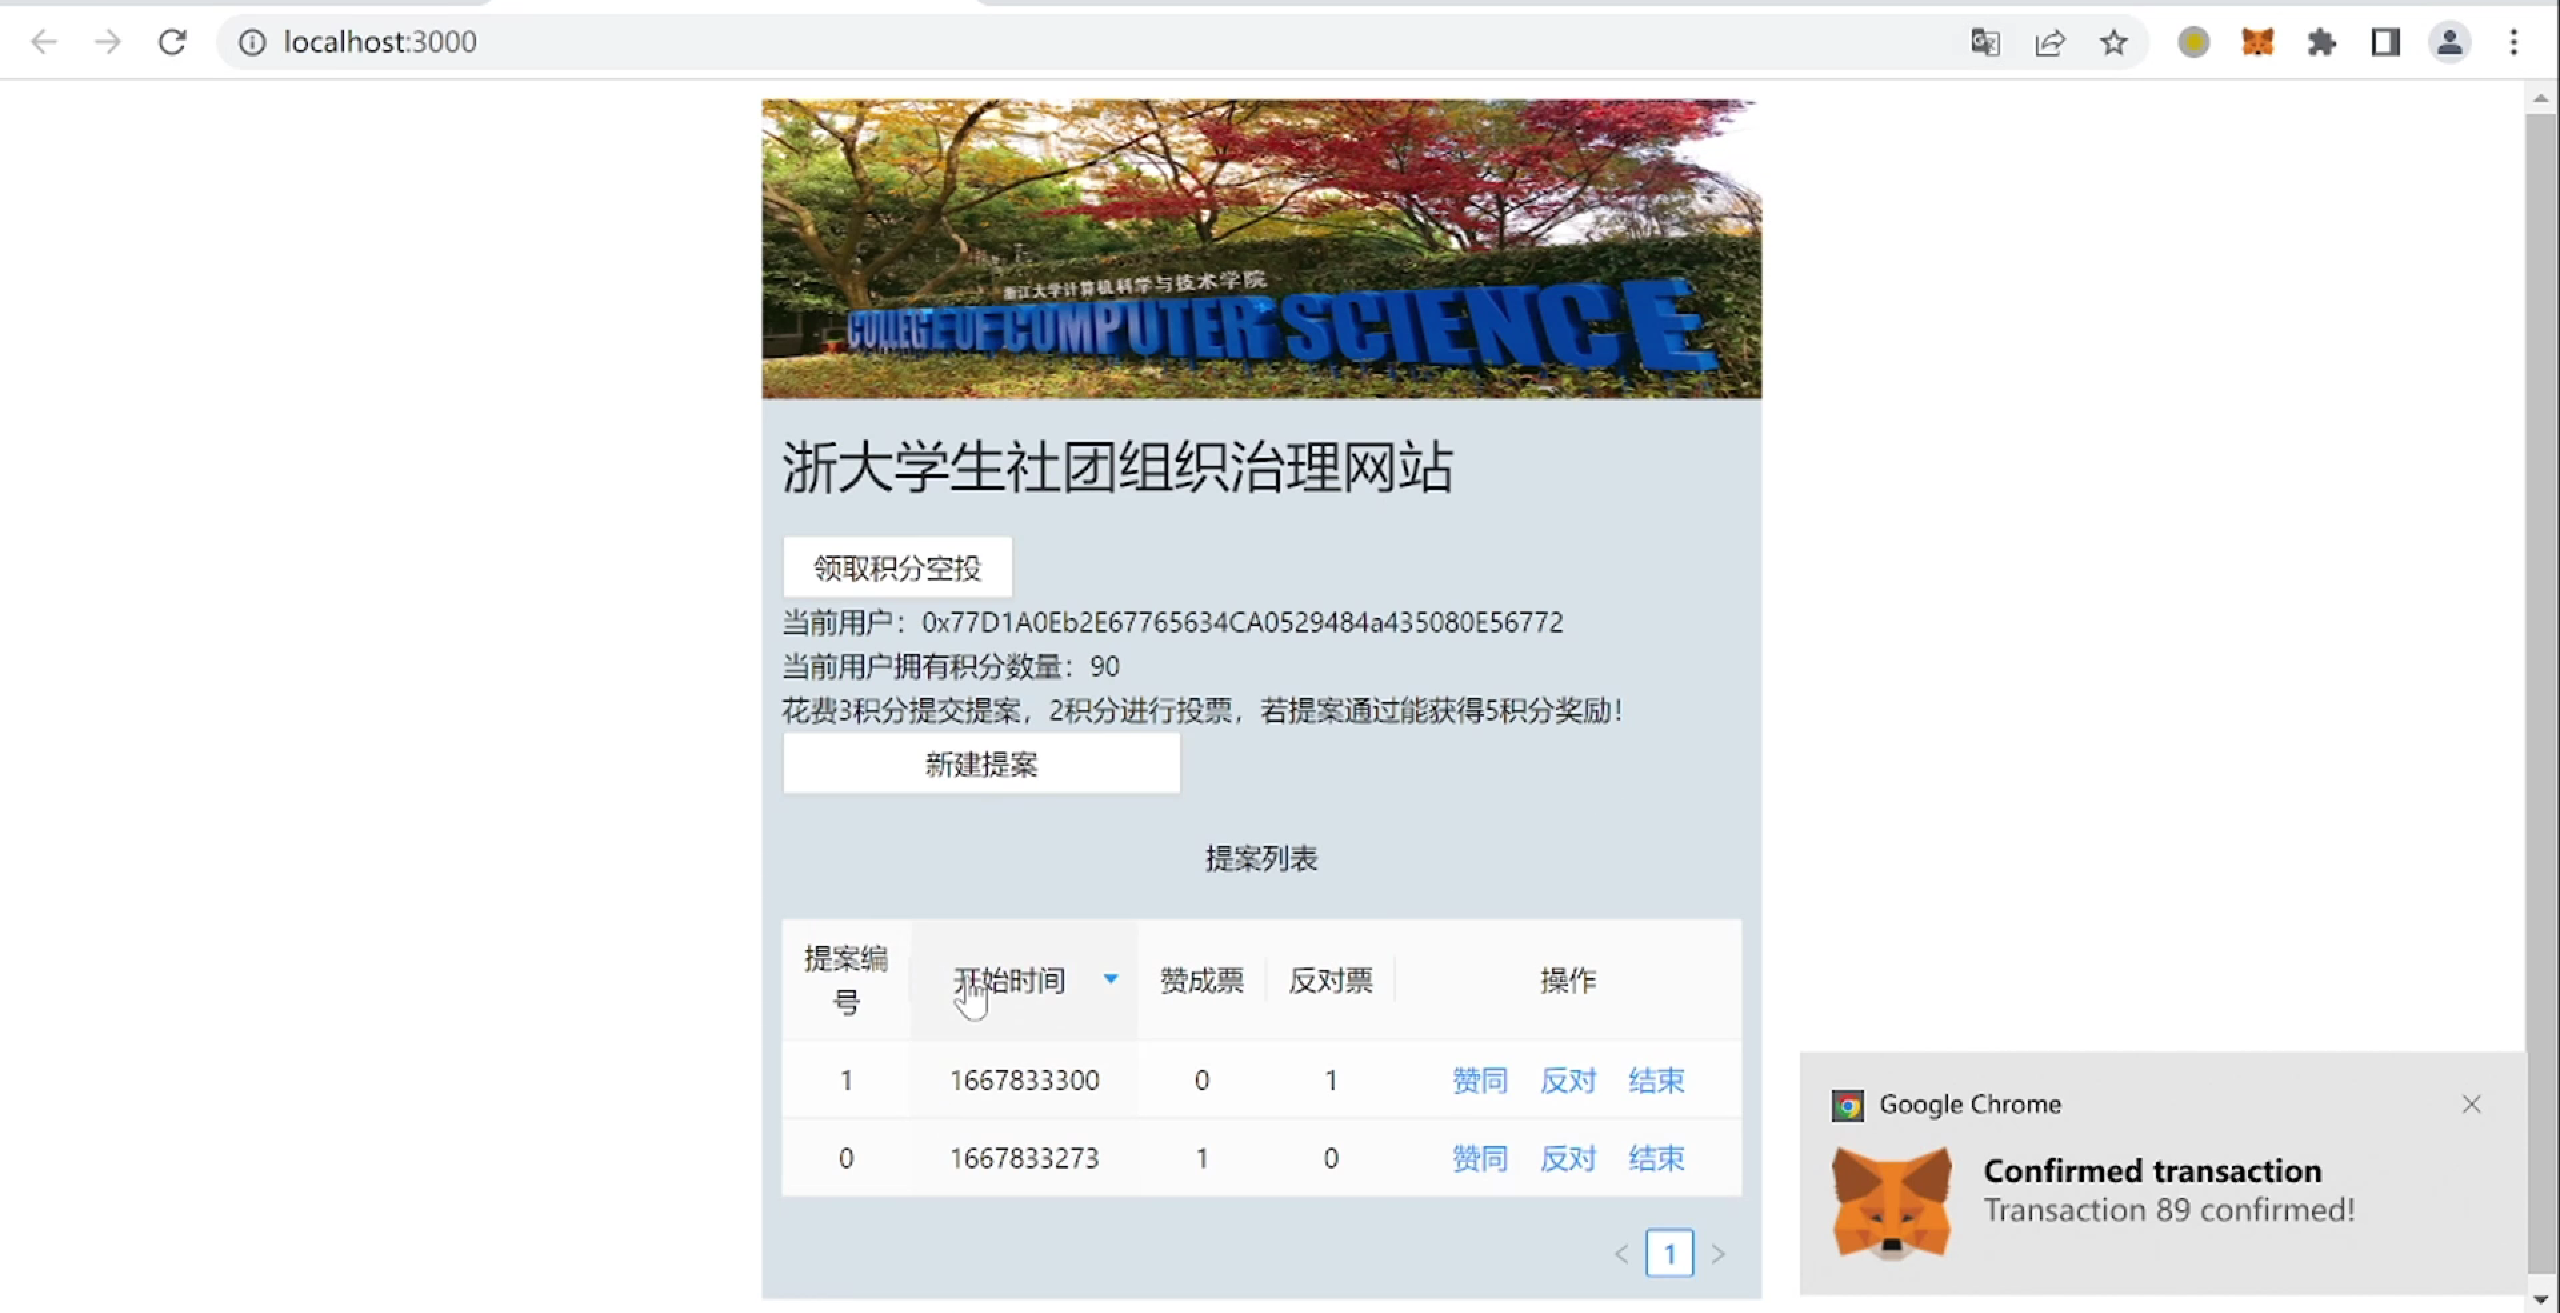 localhost:3000
浙江大学计算机科学与技术学院
COLLEGE OF COMPUTER SCIENCE
浙大学生社团组织治理网站
领取积分空投
当前用户：0x77D1A0Eb2E67765634CA0529484a435080E56772
当前用户拥有积分数量：90
花费3积分提交提案，2积分进行投票，若提案通过能获得5积分奖励！
新建提案
提案列表
提案编号 开始时间 赞成票 反对票 操作
1 1667833300 0 1 赞同 反对 结束
0 1667833273 1 0 赞同 反对 结束
< 1 >
Google Chrome
Confirmed transaction
Transaction 89 confirmed!